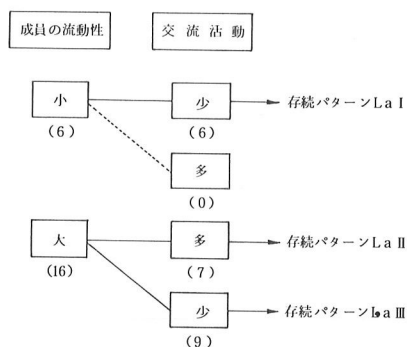 成員の流動性 交流活動
小 少 存続パターンLaⅠ
(6) (6)
多
(0)
大 多 存続パターンLaⅡ
(16) (7)
少 存続パターンLaⅢ
(9)